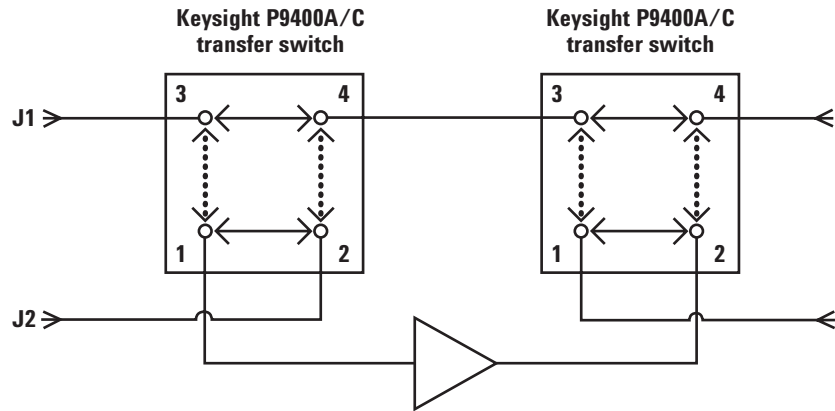 Keysight P9400A/C
transfer switch
Keysight P9400A/C
transfer switch
3 4
3 4
J1
1 2
1 2
J2